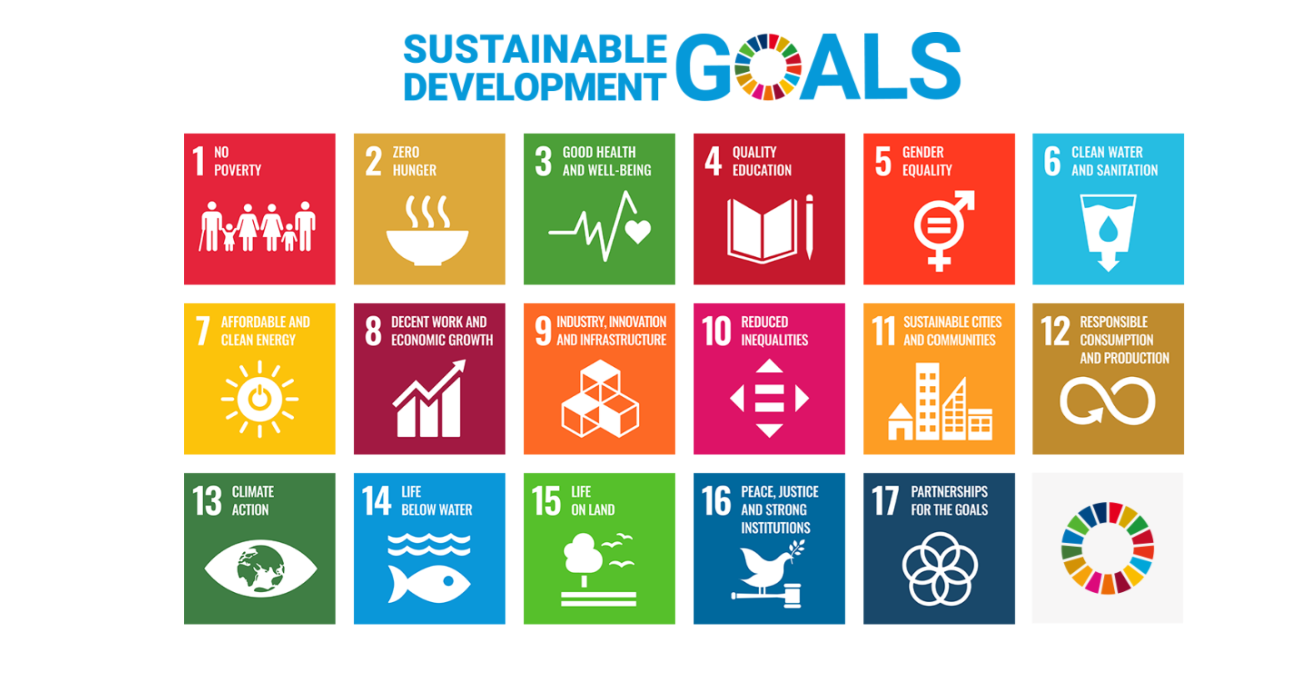 SUSTAINABLE
DEVELOPMENT
GOALS
1 NO
POVERTY
2 ZERO
HUNGER
3 GOOD HEALTH
AND WELL-BEING
4 QUALITY
EDUCATION
5 GENDER
EQUALITY
6 CLEAN WATER
AND SANITATION
7 AFFORDABLE AND
CLEAN ENERGY
8 DECENT WORK AND
ECONOMIC GROWTH
9 INDUSTRY, INNOVATION
AND INFRASTRUCTURE
10 REDUCED
INEQUALITIES
11 SUSTAINABLE CITIES
AND COMMUNITIES
12 RESPONSIBLE
CONSUMPTION
AND PRODUCTION
13 CLIMATE
ACTION
14 LIFE
BELOW WATER
15 LIFE
ON LAND
16 PEACE, JUSTICE
AND STRONG
INSTITUTIONS
17 PARTNERSHIPS
FOR THE GOALS